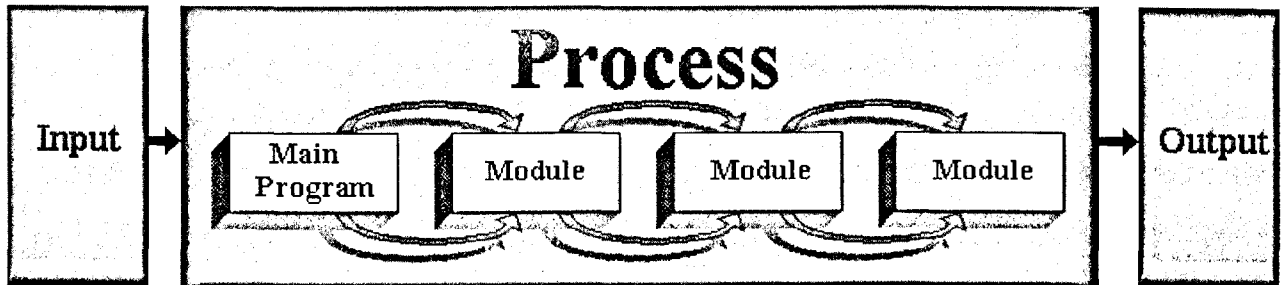 Process
Input
Main
Program
Module
Module
Module
Output